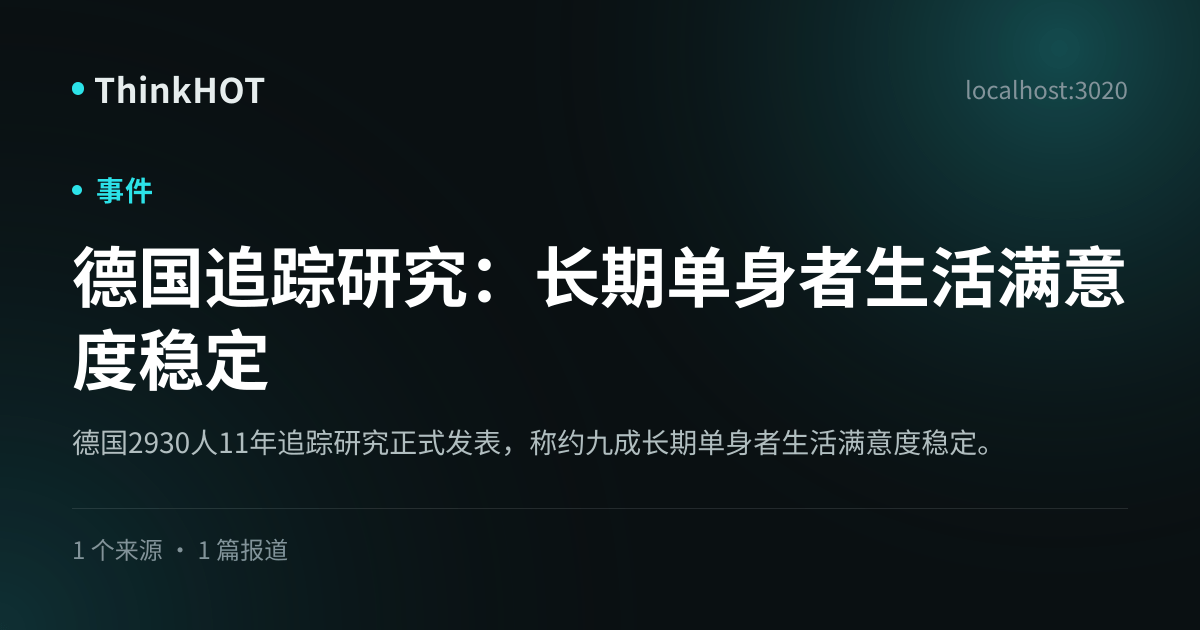 ThinkHOT
localhost:3020
事件
德国追踪研究：长期单身者生活满意
度稳定
德国2930人11年追踪研究正式发表，称约九成长期单身者生活满意度稳定。
1 个来源 · 1 篇报道